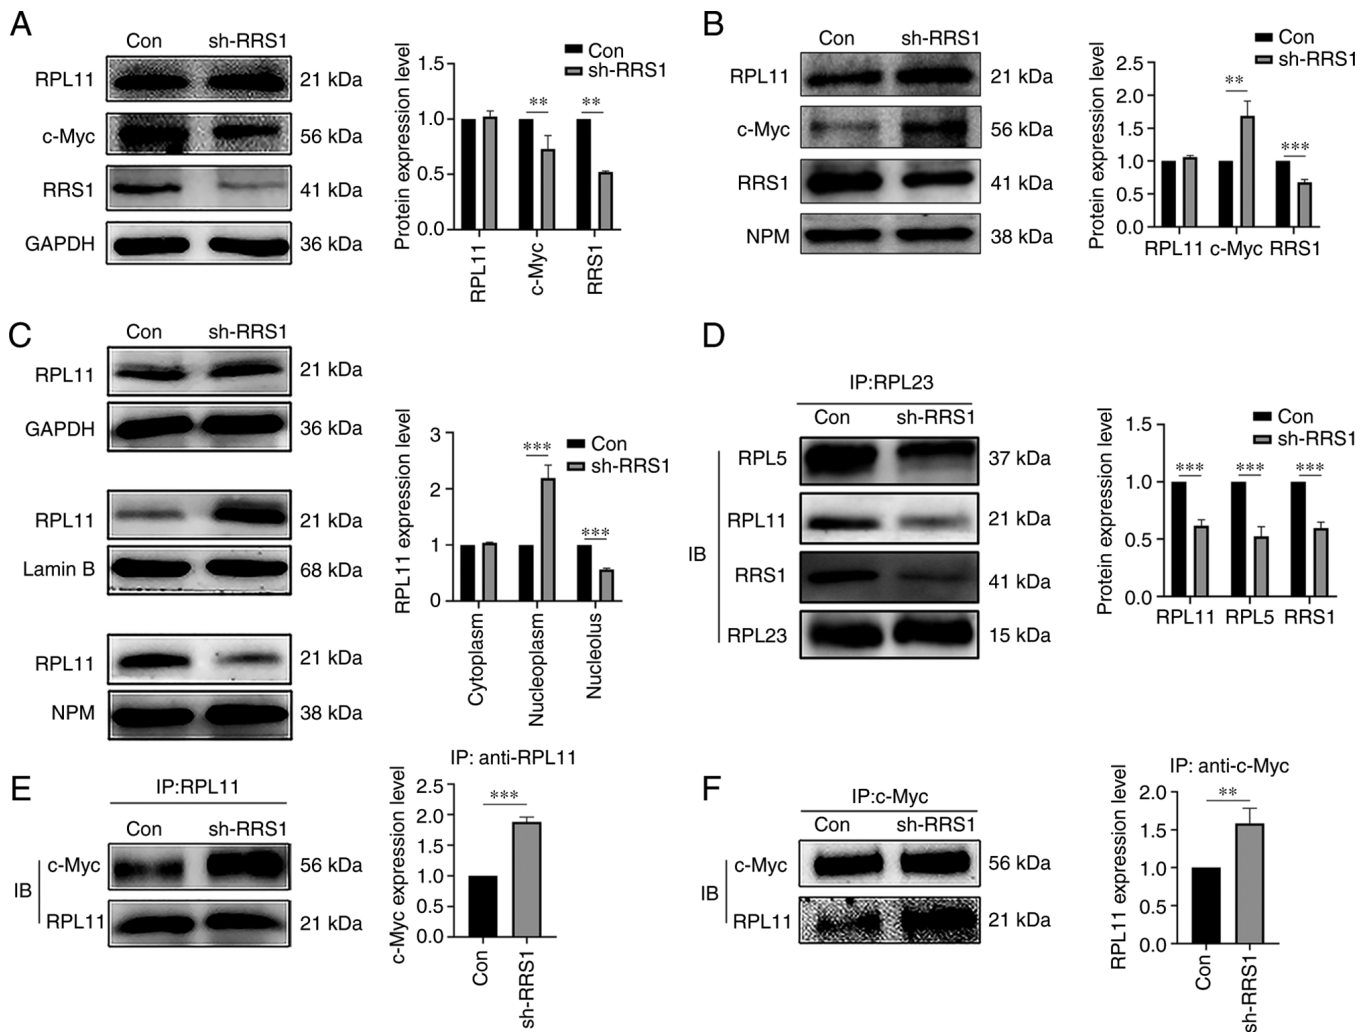 A
Con sh-RRS1
RPL11 21 kDa
c-Myc 56 kDa
RRS1 41 kDa
GAPDH 36 kDa
Con
sh-RRS1
Protein expression level
1.5
1.0
0.5
0.0
** **
RPL11 c-Myc RRS1
B
Con sh-RRS1
RPL11 21 kDa
c-Myc 56 kDa
RRS1 41 kDa
NPM 38 kDa
Con
sh-RRS1
Protein expression level
2.5
2.0
1.5
1.0
0.5
0.0
** ***
RPL11 c-Myc RRS1
C
Con sh-RRS1
RPL11 21 kDa
GAPDH 36 kDa
RPL11 21 kDa
Lamin B 68 kDa
RPL11 21 kDa
NPM 38 kDa
Con
sh-RRS1
RPL11 expression level
3
2
1
0
*** ***
Cytoplasm Nucleoplasm Nucleolus
D
IP:RPL23
Con sh-RRS1
IB
RPL5 37 kDa
RPL11 21 kDa
RRS1 41 kDa
RPL23 15 kDa
Con
sh-RRS1
Protein expression level
1.5
1.0
0.5
0.0
*** *** ***
RPL11 RPL5 RRS1
E
IP:RPL11
Con sh-RRS1
IB
c-Myc 56 kDa
RPL11 21 kDa
IP: anti-RPL11
c-Myc expression level
2.5
2.0
1.5
1.0
0.5
0.0
***
Con sh-RRS1
F
IP:c-Myc
Con sh-RRS1
IB
c-Myc 56 kDa
RPL11 21 kDa
IP: anti-c-Myc
RPL11 expression level
2.0
1.5
1.0
0.5
0.0
**
Con sh-RRS1